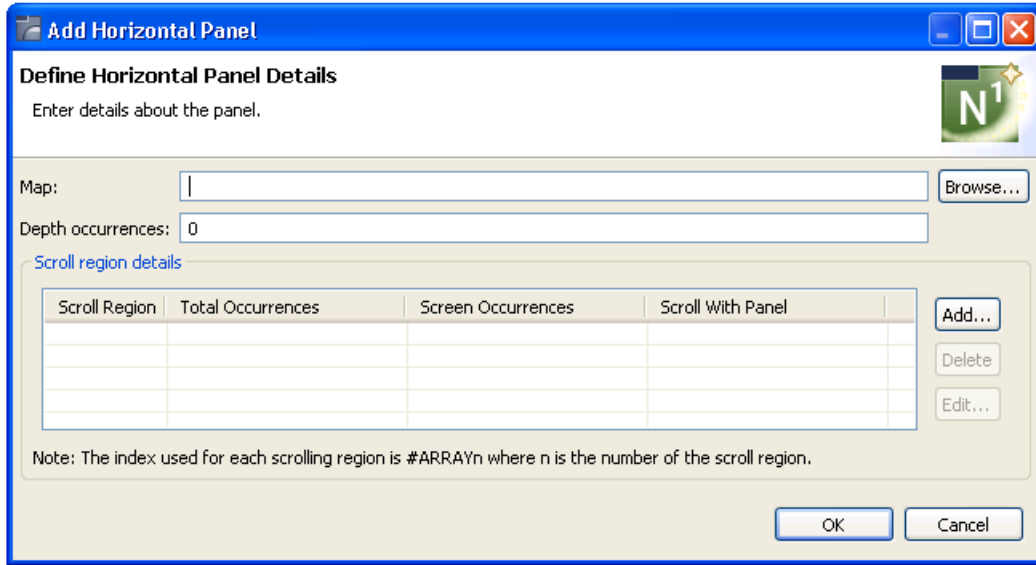 Add Horizontal Panel
Define Horizontal Panel Details
Enter details about the panel.
N1
Map: Browse...
Depth occurrences: 0
Scroll region details
Scroll Region Total Occurrences Screen Occurrences Scroll With Panel
Add...
Delete
Edit...
Note: The index used for each scrolling region is #ARRAYn where n is the number of the scroll region.
OK Cancel